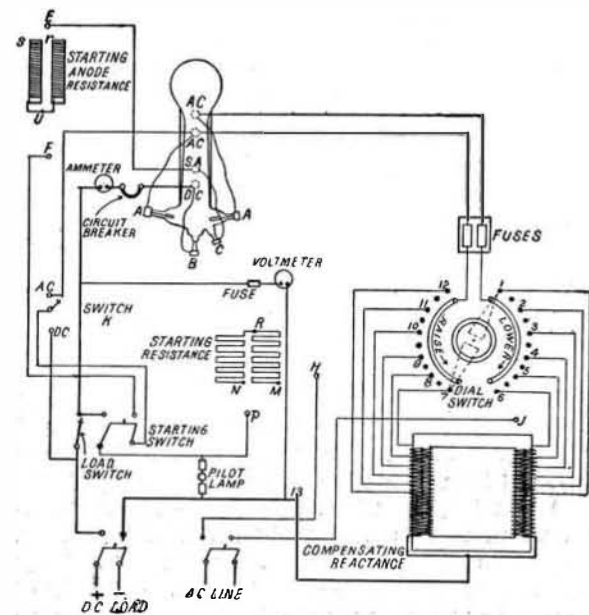 E
s r
STARTING
ANODE
RESISTANCE
U
F
AC
AC
SA
DC
AMMETER
CIRCUIT
BREAKER
A
A
B
C
FUSES
VOLTMETER
FUSE
AC
DC
SWITCH
K
STARTING
RESISTANCE
R
N M
H
P
12 1
11 2
10 3
9 4
8 5
7 6
RAISE
LOWER
DIAL
SWITCH
J
STARTING
SWITCH
LOAD
SWITCH
PILOT
LAMP
13
COMPENSATING
REACTANCE
+ −
DC LOAD
AC LINE